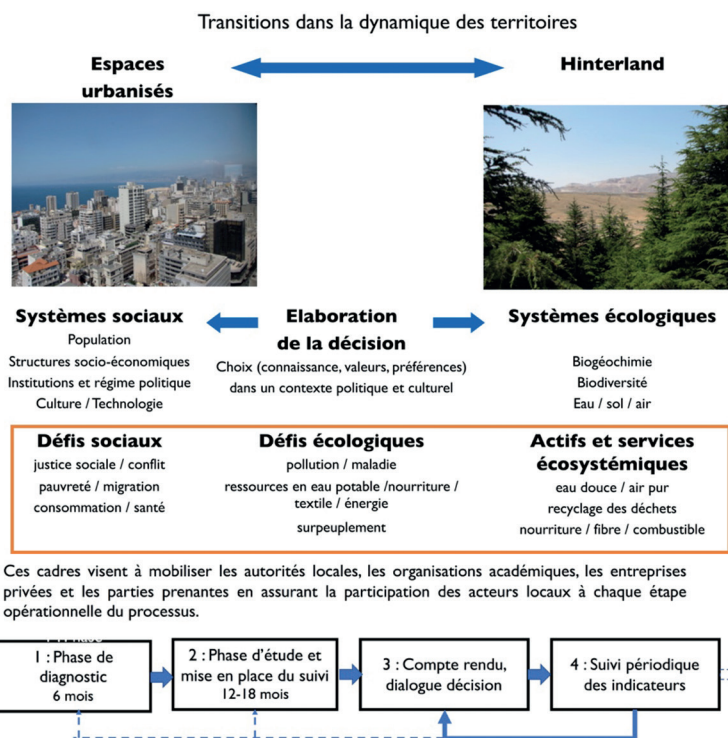 Transitions dans la dynamique des territoires
Espaces
urbanisés
Hinterland
Systèmes sociaux
Population
Structures socio-économiques
Institutions et régime politique
Culture / Technologie
Elaboration
de la décision
Choix (connaissance, valeurs, préférences)
dans un contexte politique et culturel
Systèmes écologiques
Biogéochimie
Biodiversité
Eau / sol / air
Défis sociaux
justice sociale / conflit
pauvreté / migration
consommation / santé
Défis écologiques
pollution / maladie
ressources en eau potable /nourriture /
textile / énergie
surpeuplement
Actifs et services
écosystémiques
eau douce / air pur
recyclage des déchets
nourriture / fibre / combustible
Ces cadres visent à mobiliser les autorités locales, les organisations académiques, les entreprises
privées et les parties prenantes en assurant la participation des acteurs locaux à chaque étape
opérationnelle du processus.
1 : Phase de
diagnostic
6 mois
2 : Phase d'étude et
mise en place du suivi
12-18 mois
3 : Compte rendu,
dialogue décision
4 : Suivi périodique
des indicateurs